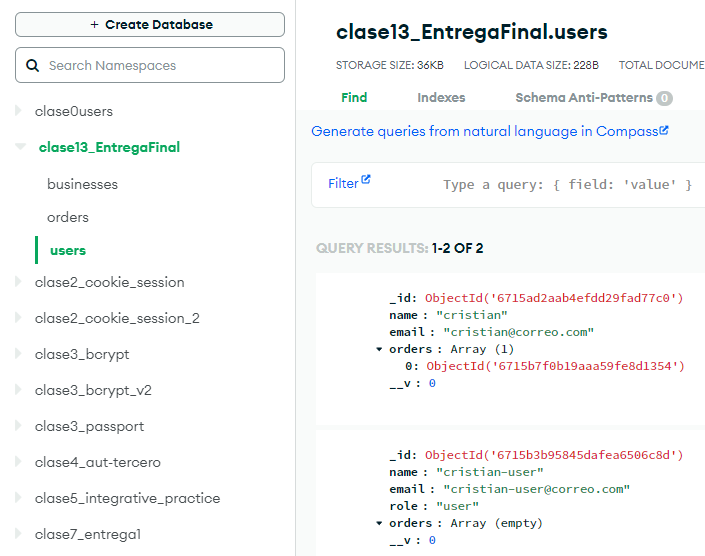 + Create Database
Search Namespaces
clase0users
clase13_EntregaFinal
businesses
orders
users
clase2_cookie_session
clase2_cookie_session_2
clase3_bcrypt
clase3_bcrypt_v2
clase3_passport
clase4_aut-tercero
clase5_integrative_practice
clase7_entrega1
clase13_EntregaFinal.users
STORAGE SIZE: 36KB LOGICAL DATA SIZE: 228B TOTAL DOCUME
Find Indexes Schema Anti-Patterns 0
Generate queries from natural language in Compass
Filter Type a query: { field: 'value' }
QUERY RESULTS: 1-2 OF 2
_id: ObjectId('6715ad2aab4efdd29fad77c0')
name: "cristian"
email: "cristian@correo.com"
orders: Array (1)
0: ObjectId('6715b7f0b19aaa59fe8d1354')
__v: 0
_id: ObjectId('6715b3b95845dafea6506c8d')
name: "cristian-user"
email: "cristian-user@correo.com"
role: "user"
orders: Array (empty)
__v: 0